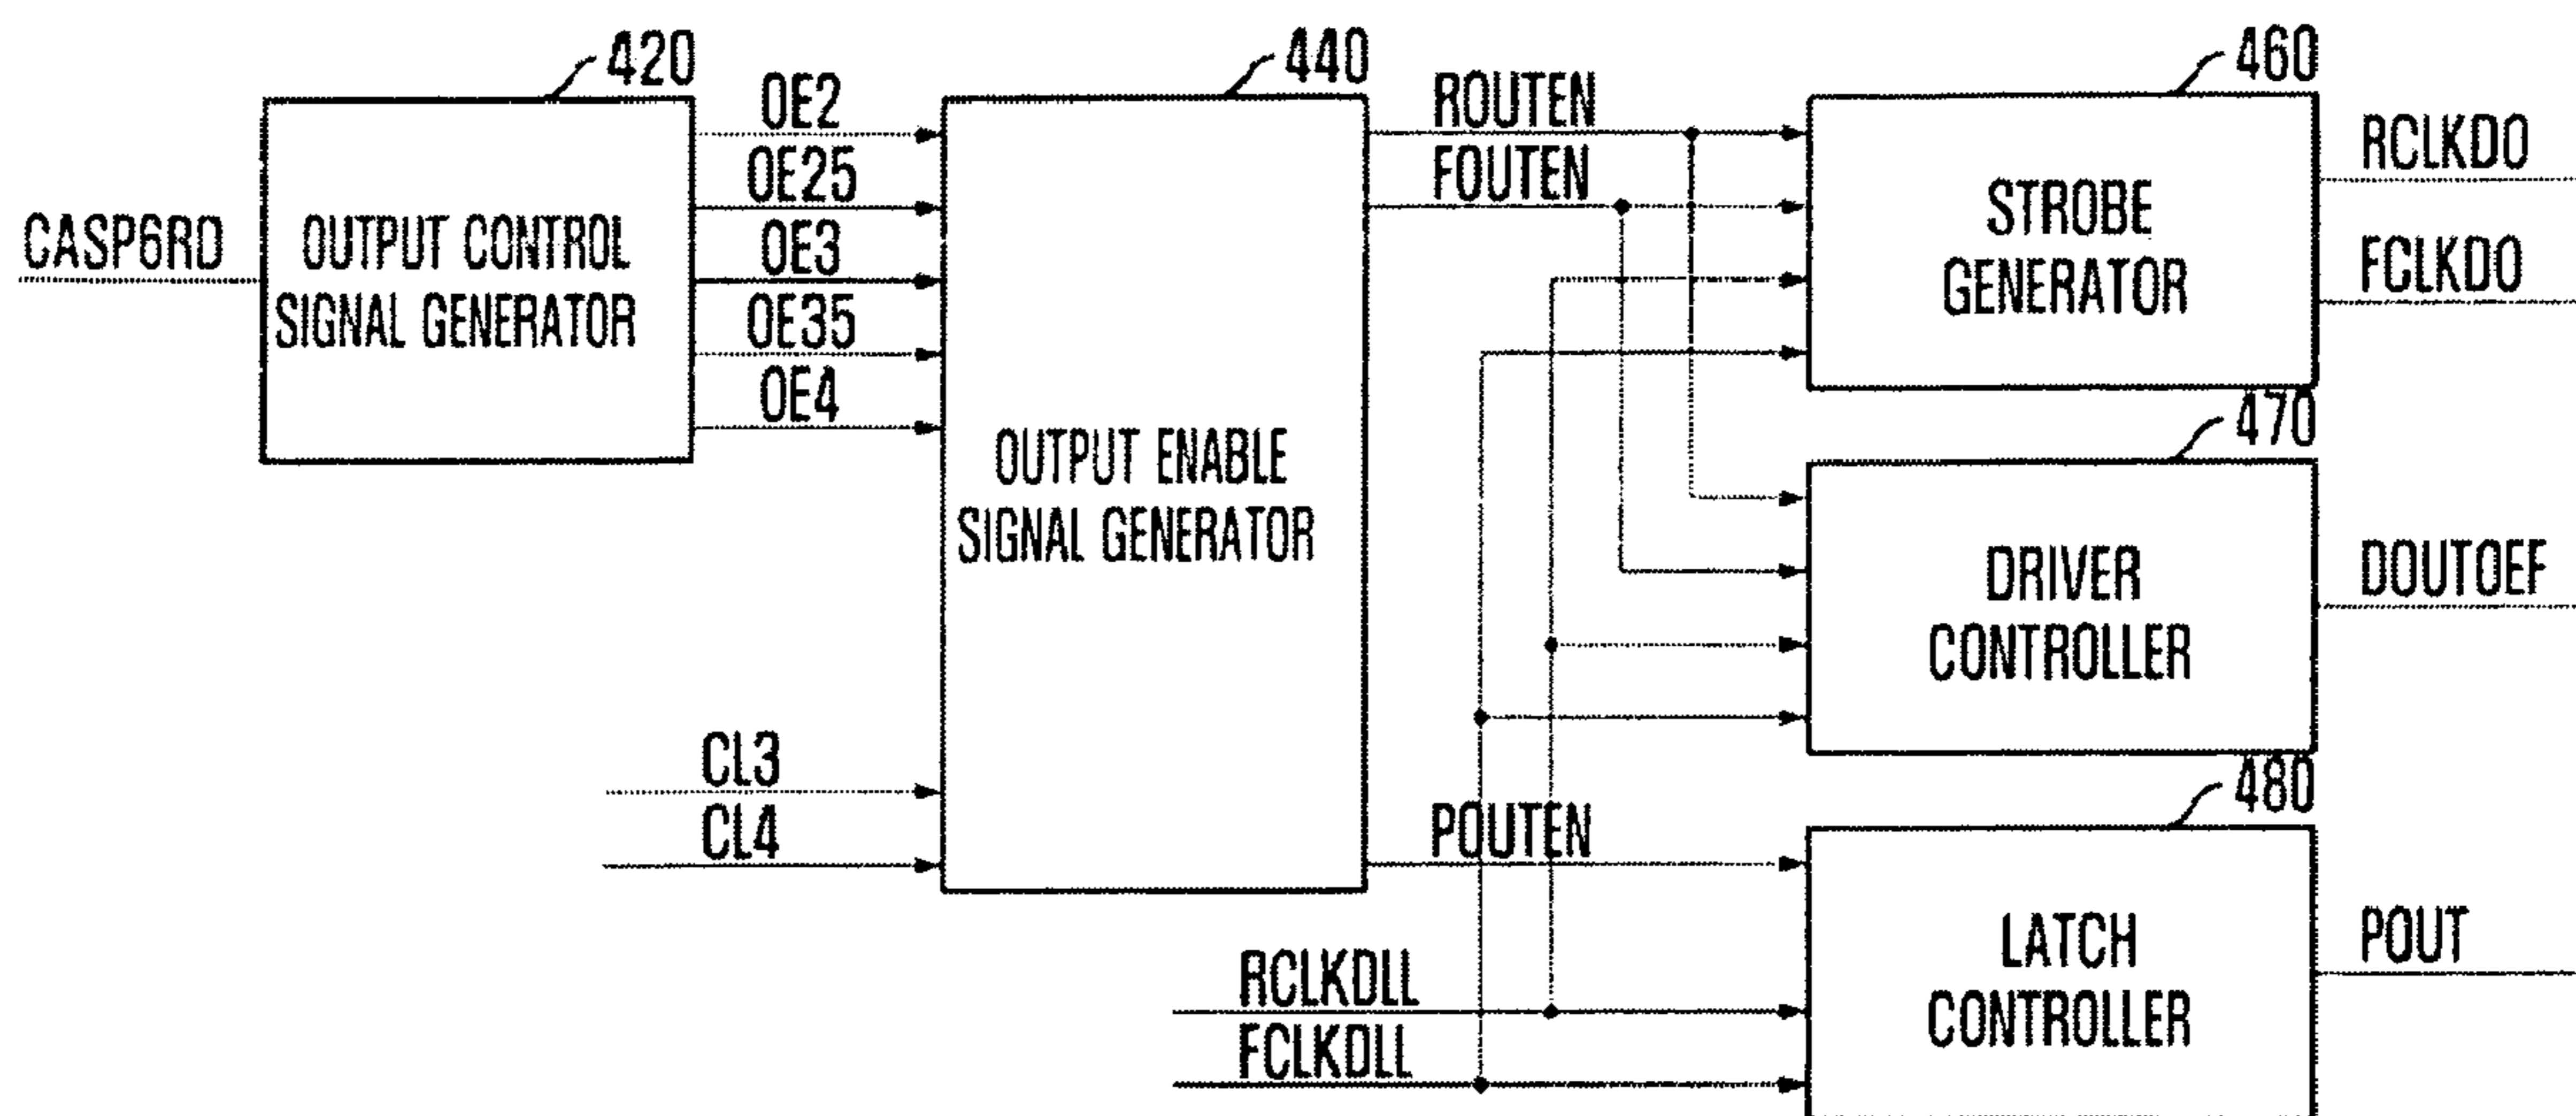 420
440
460
CASP6RD
OUTPUT CONTROL
SIGNAL GENERATOR
OE2
OE25
OE3
OE35
OE4
CL3
CL4
OUTPUT ENABLE
SIGNAL GENERATOR
ROUTEN
FOUTEN
POUTEN
RCLKDLL
FCLKDLL
STROBE
GENERATOR
RCLKDO
FCLKDO
470
DRIVER
CONTROLLER
DOUTOEF
480
LATCH
CONTROLLER
POUT